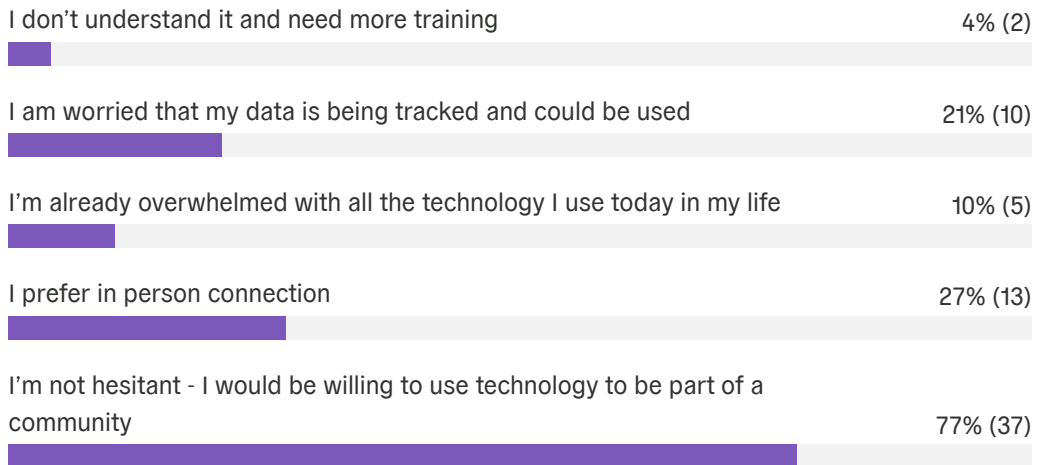 I don’t understand it and need more training
4% (2)
I am worried that my data is being tracked and could be used
21% (10)
I’m already overwhelmed with all the technology I use today in my life
10% (5)
I prefer in person connection
27% (13)
I’m not hesitant - I would be willing to use technology to be part of a
community
77% (37)